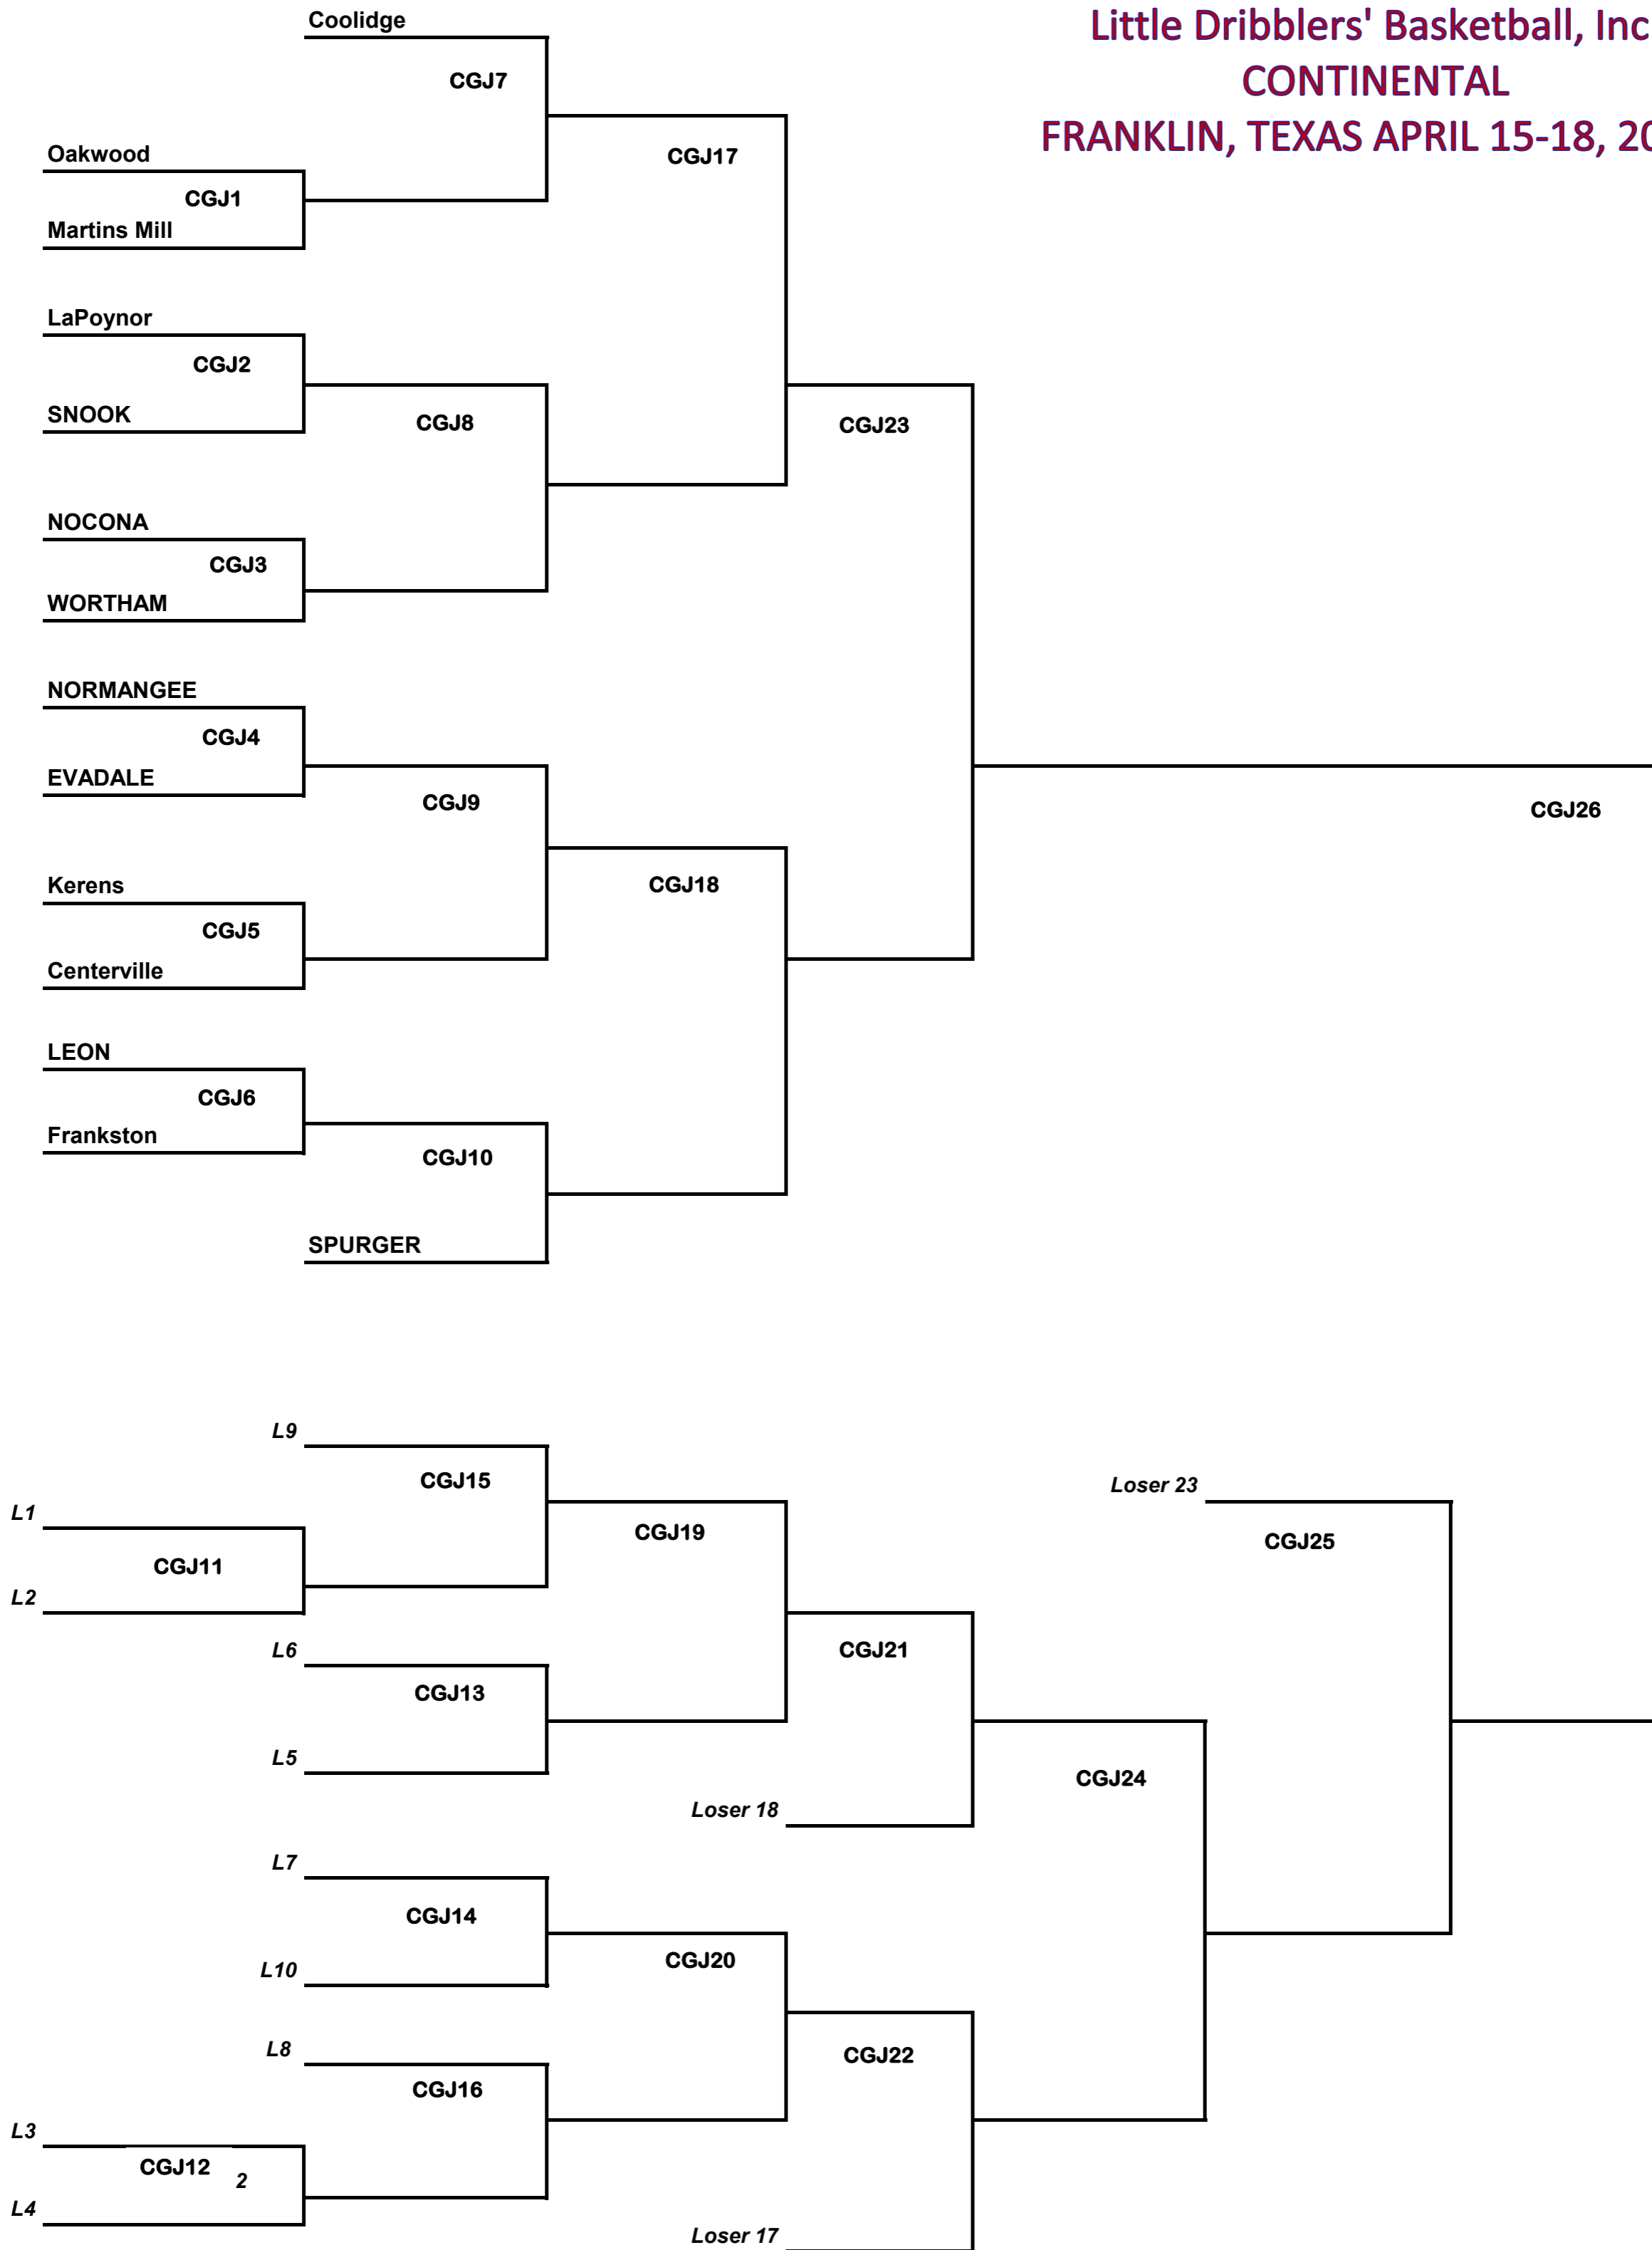 Coolidge
Little Dribblers' Basketball, Inc
CONTINENTAL
FRANKLIN, TEXAS APRIL 15-18, 20
CGJ7
Oakwood
CGJ17
CGJ1
Martins Mill
LaPoynor
CGJ2
SNOOK
CGJ8
CGJ23
NOCONA
CGJ3
WORTHAM
NORMANGEE
CGJ4
EVADALE
CGJ9
CGJ26
Kerens
CGJ18
CGJ5
Centerville
LEON
CGJ6
Frankston
CGJ10
SPURGER
L9
CGJ15
Loser 23
L1
CGJ19
CGJ25
CGJ11
L2
L6
CGJ21
CGJ13
L5
CGJ24
Loser 18
L7
CGJ14
CGJ20
L10
L8
CGJ22
CGJ16
L3
CGJ12
2
L4
Loser 17